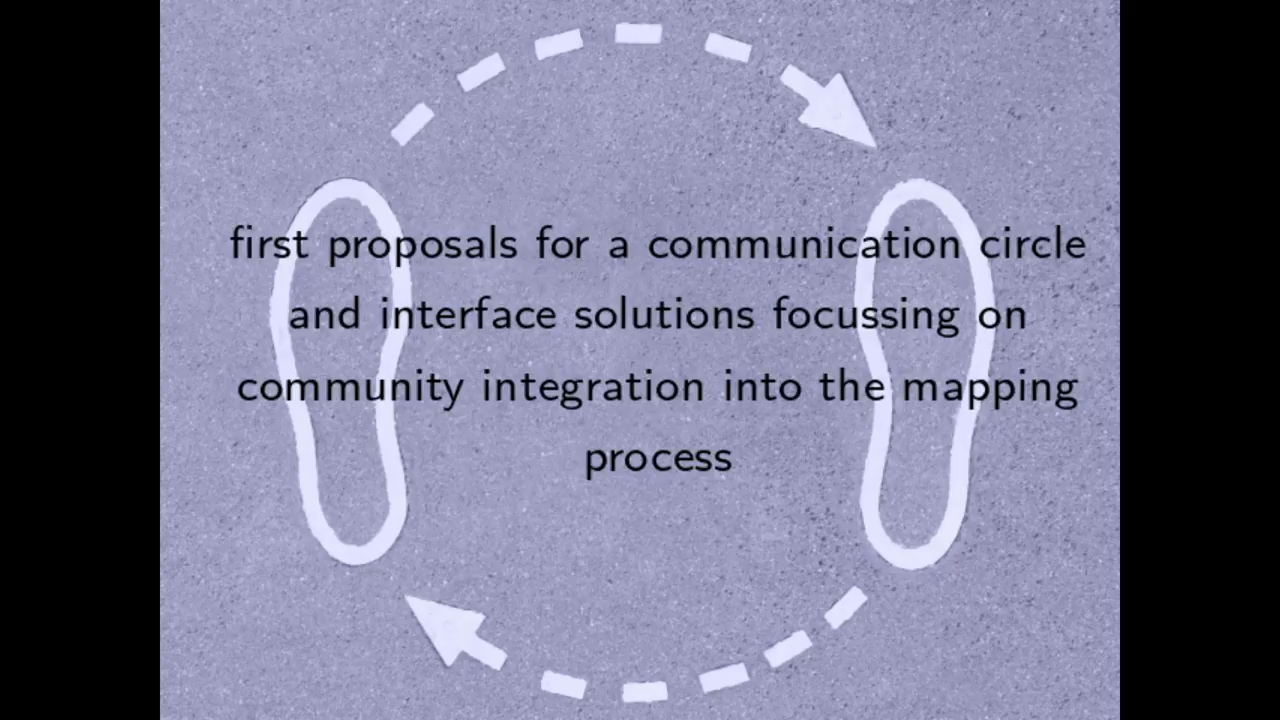 first proposals for a communication circle
and interface solutions focussing on
community integration into the mapping
process